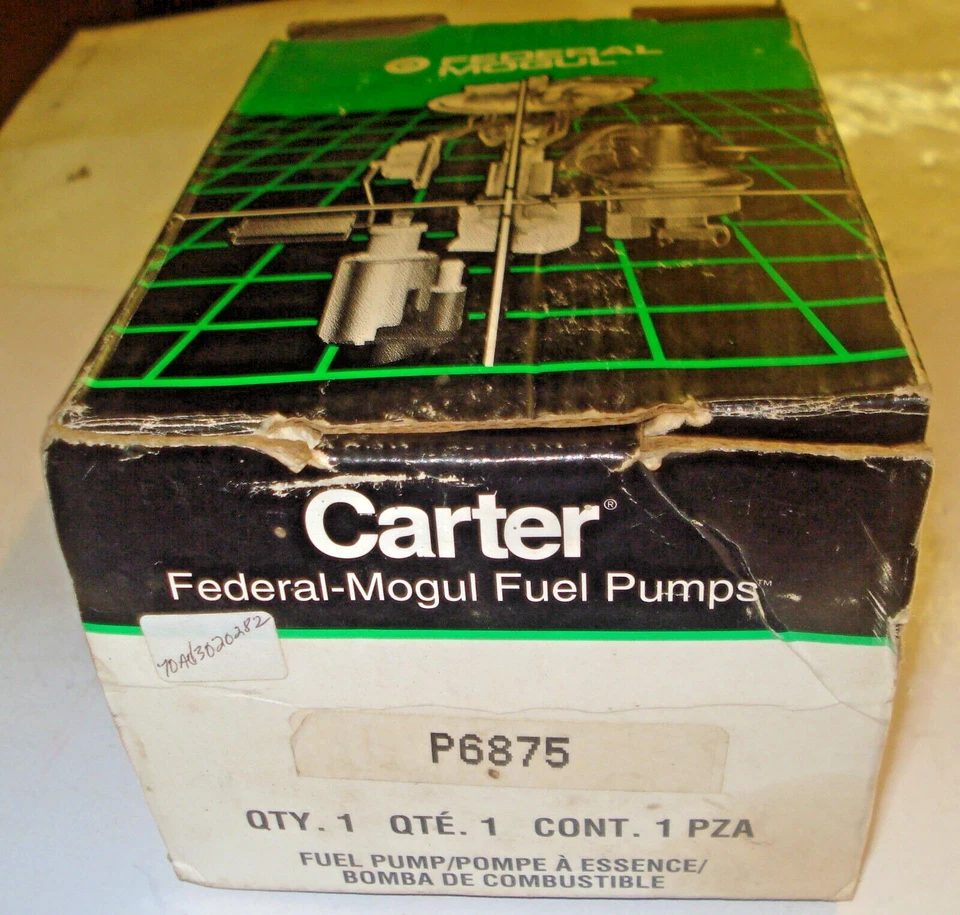 FEDERAL
MOGUL
Carter®
Federal-Mogul Fuel Pumps™
P6875
QTY. 1 QTÉ. 1 CONT. 1 PZA
FUEL PUMP/POMPE À ESSENCE/
BOMBA DE COMBUSTIBLE